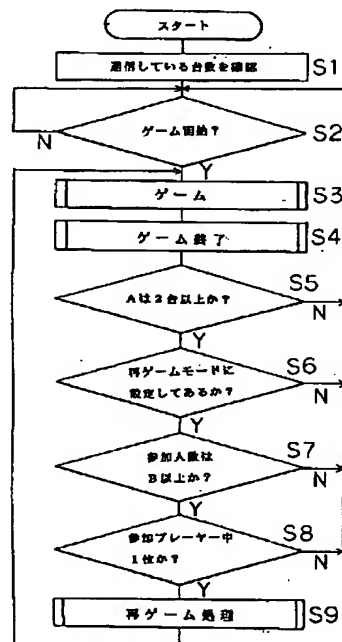 スタート
通信している台数を確認 S1
ゲーム開始? S2
N
Y
ゲーム S3
ゲーム終了 S4
Aは2台以上か? S5
N
Y
再ゲームモードに S6
設定してあるか?
N
Y
参加人数は S7
B以上か?
N
Y
参加プレーヤー中 S8
1位か?
N
Y
再ゲーム処理 S9